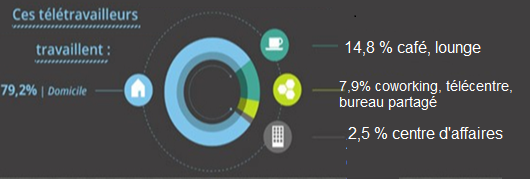 Ces télétravailleurs
travaillent :
79,2% | Domicile
14,8 % café, lounge
7,9% coworking, télécentre,
bureau partagé
2,5 % centre d'affaires